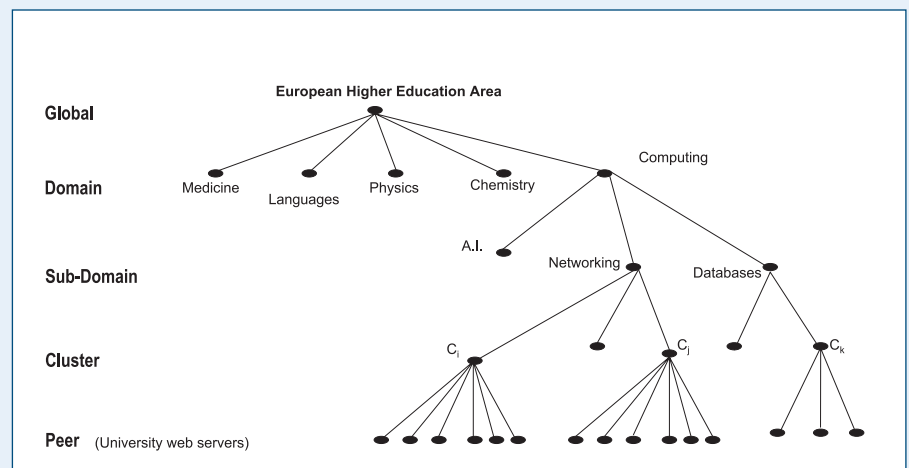 European Higher Education Area
Global
Computing
Domain
Medicine
Languages
Physics
Chemistry
A.I.
Networking
Databases
Sub-Domain
Cluster
Ci
Cj
Ck
Peer (University web servers)